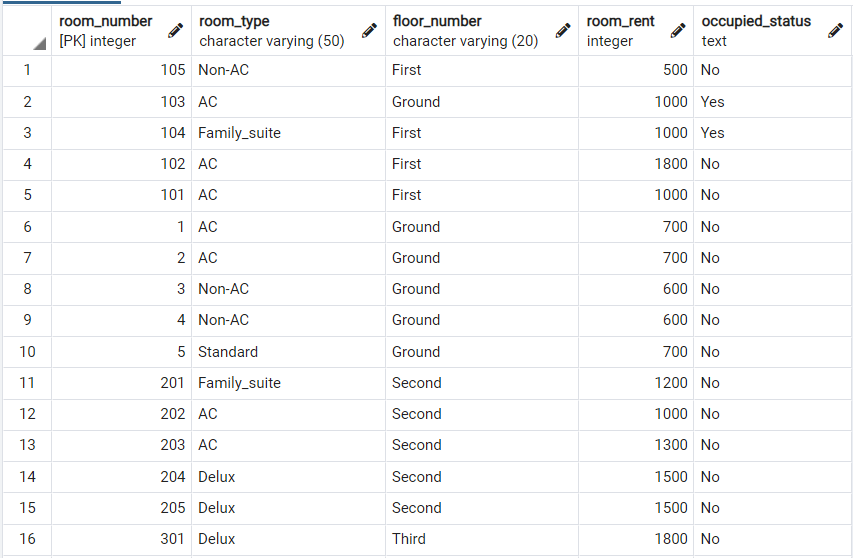 room_number room_type floor_number room_rent occupied_status
[PK] integer character varying (50) character varying (20) integer text
1 105 Non-AC First 500 No
2 103 AC Ground 1000 Yes
3 104 Family_suite First 1000 Yes
4 102 AC First 1800 No
5 101 AC First 1000 No
6 1 AC Ground 700 No
7 2 AC Ground 700 No
8 3 Non-AC Ground 600 No
9 4 Non-AC Ground 600 No
10 5 Standard Ground 700 No
11 201 Family_suite Second 1200 No
12 202 AC Second 1000 No
13 203 AC Second 1300 No
14 204 Delux Second 1500 No
15 205 Delux Second 1500 No
16 301 Delux Third 1800 No